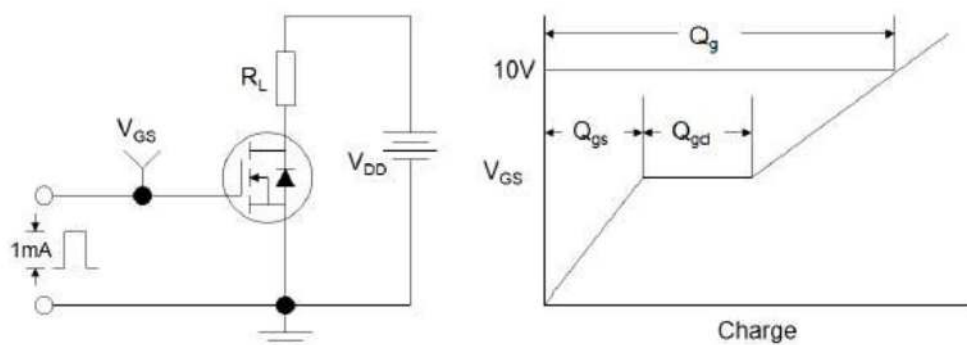 R_L
V_GS
V_DD
1mA
Q_g
10V
Q_gs
Q_gd
V_GS
Charge